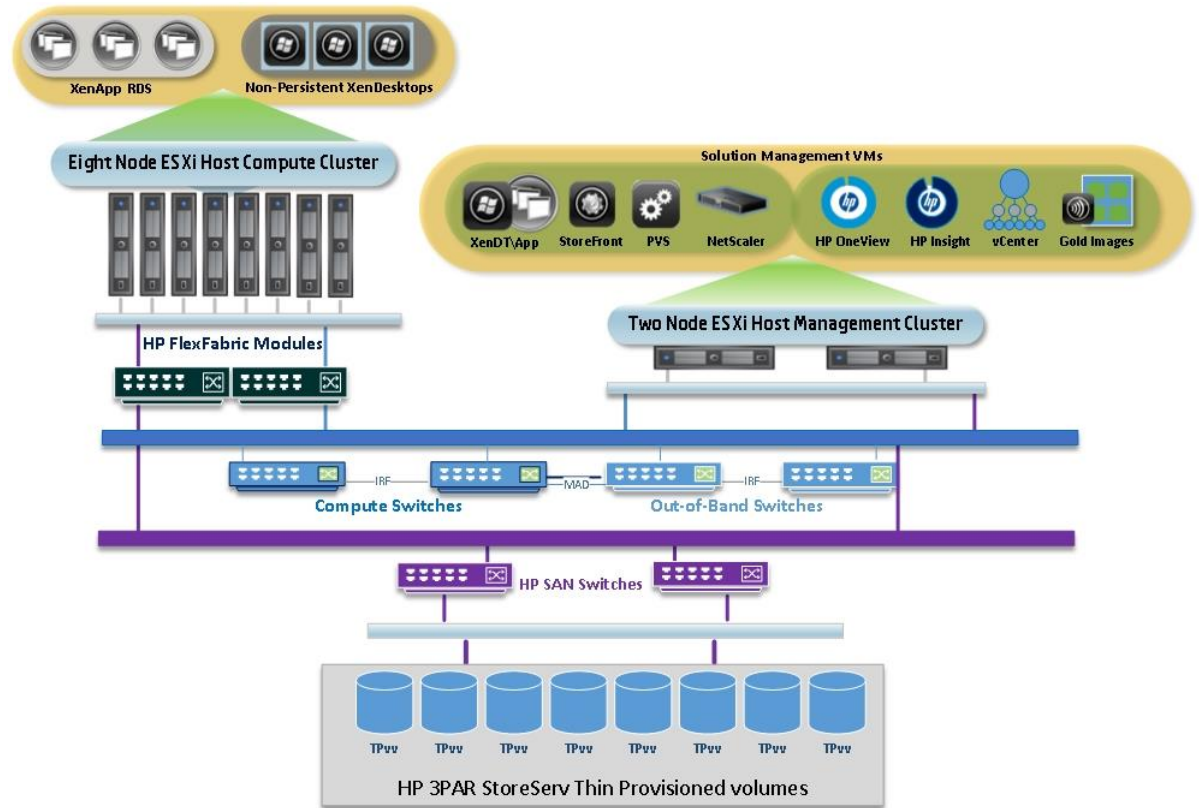 XenApp RDS
Non-Persistent XenDesktops
Eight Node ESXi Host Compute Cluster
Solution Management VMs
XenDT\App
StoreFront
PVS
NetScaler
hp
HP OneView
hp
HP Insight
vCenter
Gold Images
Two Node ESXi Host Management Cluster
HP FlexFabric Modules
IRF
MAD
IRF
Compute Switches
Out-of-Band Switches
HP SAN Switches
TPvv
TPvv
TPvv
TPvv
TPvv
TPvv
TPvv
TPvv
HP 3PAR StoreServ Thin Provisioned volumes